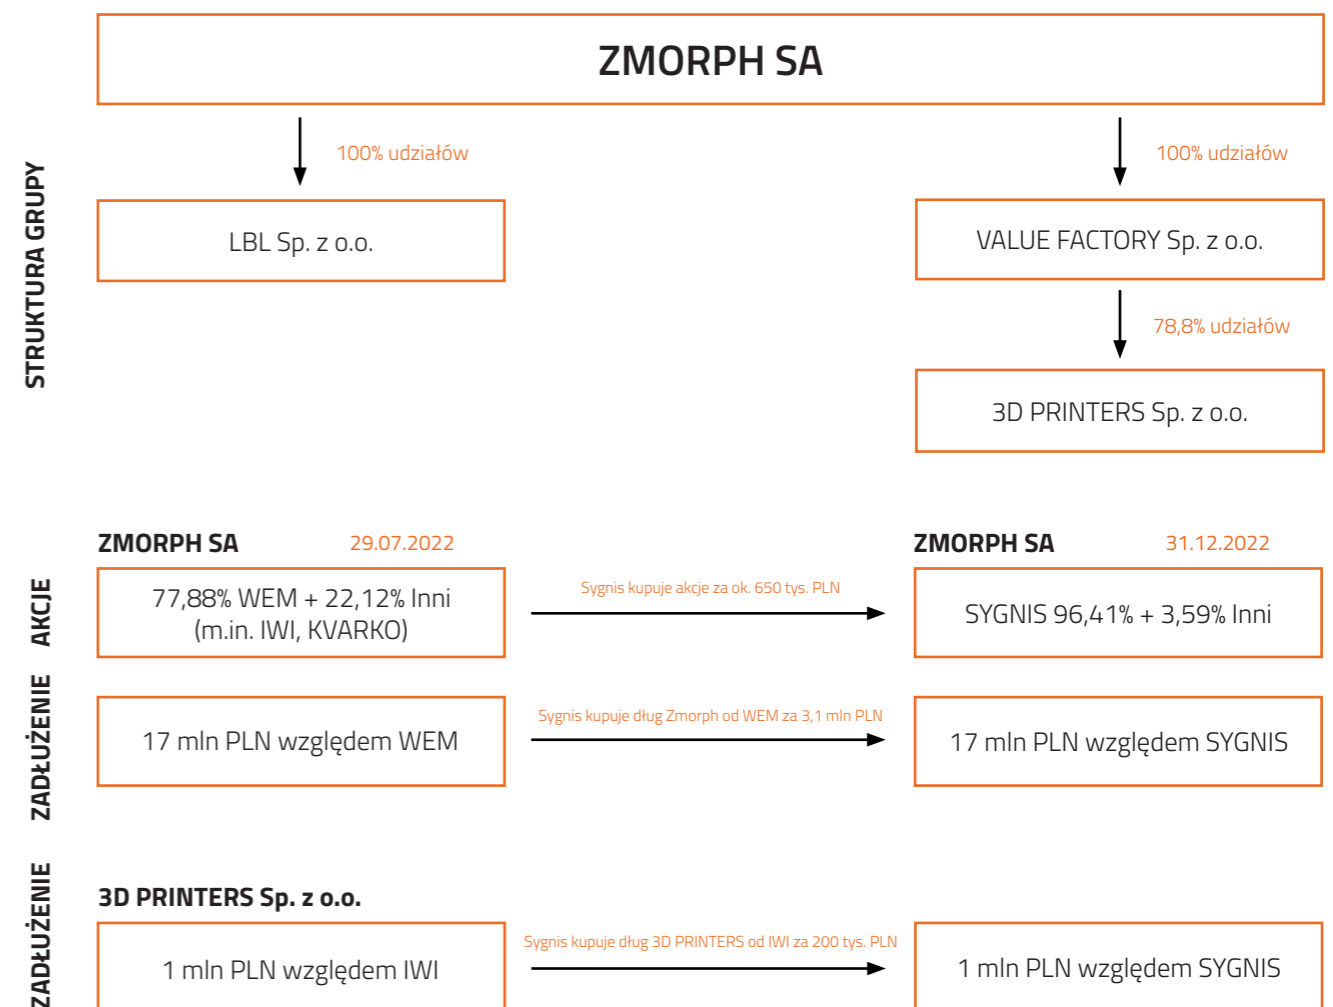 ZMORPH SA
STRUKTURA GRUPY
100% udziałów
100% udziałów
LBL Sp. z o.o.
VALUE FACTORY Sp. z o.o.
78,8% udziałów
3D PRINTERS Sp. z o.o.
AKCJE
ZMORPH SA
29.07.2022
ZMORPH SA
31.12.2022
77,88% WEM + 22,12% Inni
(m.in. IWI, KVARKO)
Sygnis kupuje akcje za ok. 650 tys. PLN
SYGNIS 96,41% + 3,59% Inni
ZADŁUŻENIE
17 mln PLN względem WEM
Sygnis kupuje dług Zmorph od WEM za 3,1 mln PLN
17 mln PLN względem SYGNIS
ZADŁUŻENIE
3D PRINTERS Sp. z o.o.
1 mln PLN względem IWI
Sygnis kupuje dług 3D PRINTERS od IWI za 200 tys. PLN
1 mln PLN względem SYGNIS